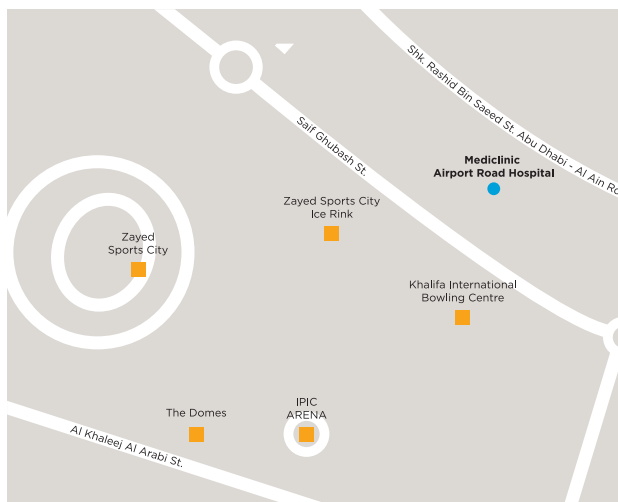 Shk. Rashid Bin Saeed St. Abu Dhabi - Al Ain Ro
Saif Ghubash St.
Mediclinic
Airport Road Hospital
Zayed Sports City
Ice Rink
Zayed
Sports City
Khalifa International
Bowling Centre
The Domes
IPIC
ARENA
Al Khaleej Al Arabi St.